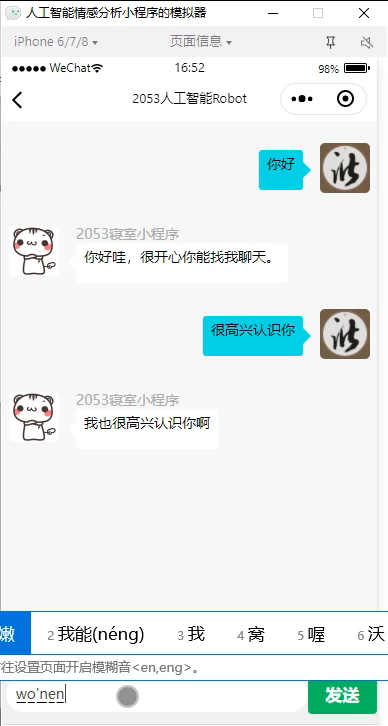 人工智能情感分析小程序的模拟器
iPhone 6/7/8 页面信息
WeChat 16:52 98%
2053人工智能Robot
你好
2053寝室小程序
你好哇，很开心你能找我聊天。
很高兴认识你
2053寝室小程序
我也很高兴认识你啊
嫩 2 我能(néng) 3 我 4 窝 5 喔 6 沃
往设置页面开启模糊音<en,eng>。
wo'nen 发送